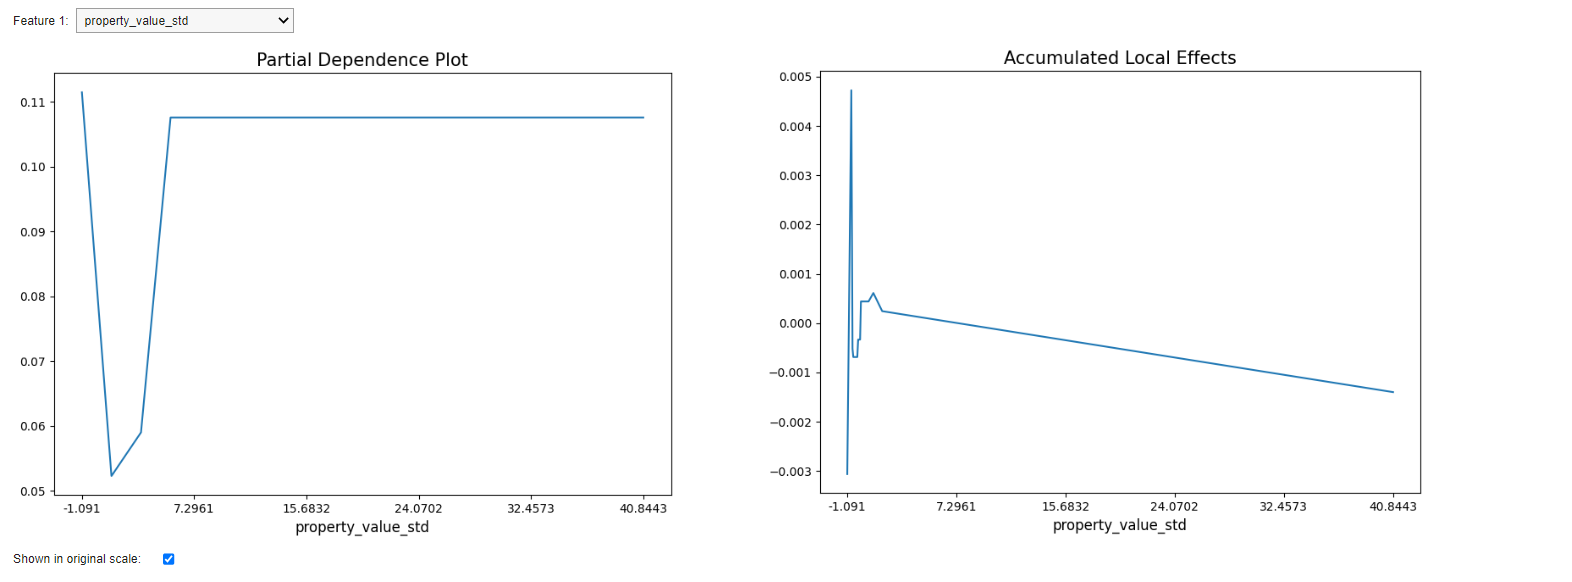 Feature 1: property_value_std
Partial Dependence Plot
0.11
0.10
0.09
0.08
0.07
0.06
0.05
-1.091 7.2961 15.6832 24.0702 32.4573 40.8443
property_value_std
Accumulated Local Effects
0.005
0.004
0.003
0.002
0.001
0.000
−0.001
−0.002
−0.003
-1.091 7.2961 15.6832 24.0702 32.4573 40.8443
property_value_std
Shown in original scale: